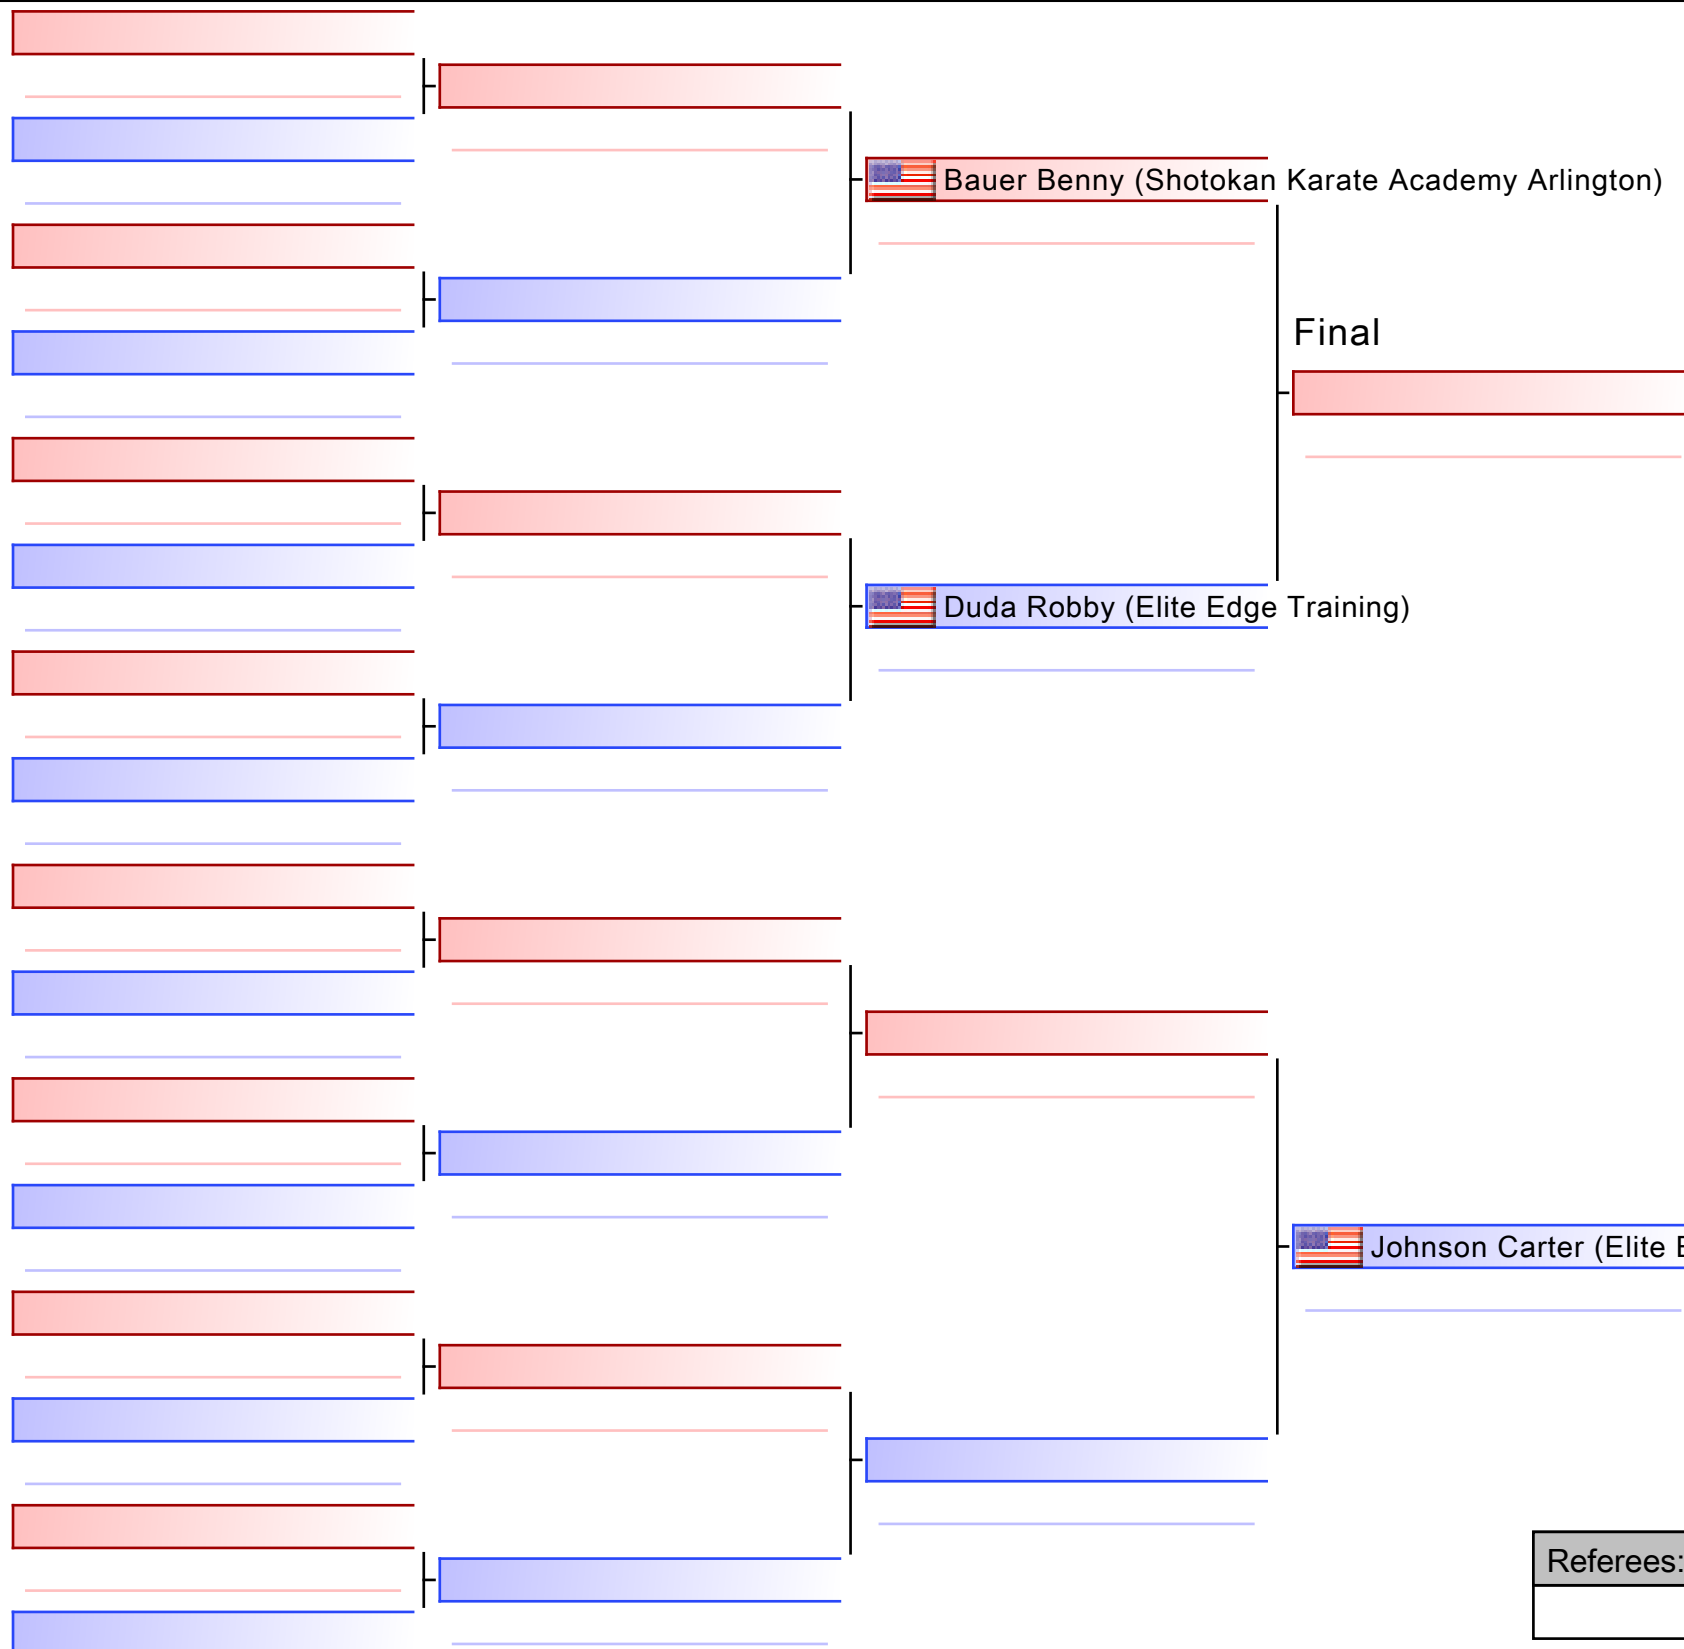 Bauer Benny (Shotokan Karate Academy Arlington)
Final
Duda Robby (Elite Edge Training)
Johnson Carter (Elite
Referees: